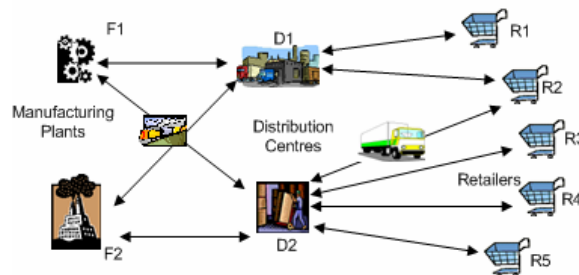 F1
D1
R1
R2
Manufacturing
Plants
Distribution
Centres
R3
Retailers
R4
F2
D2
R5